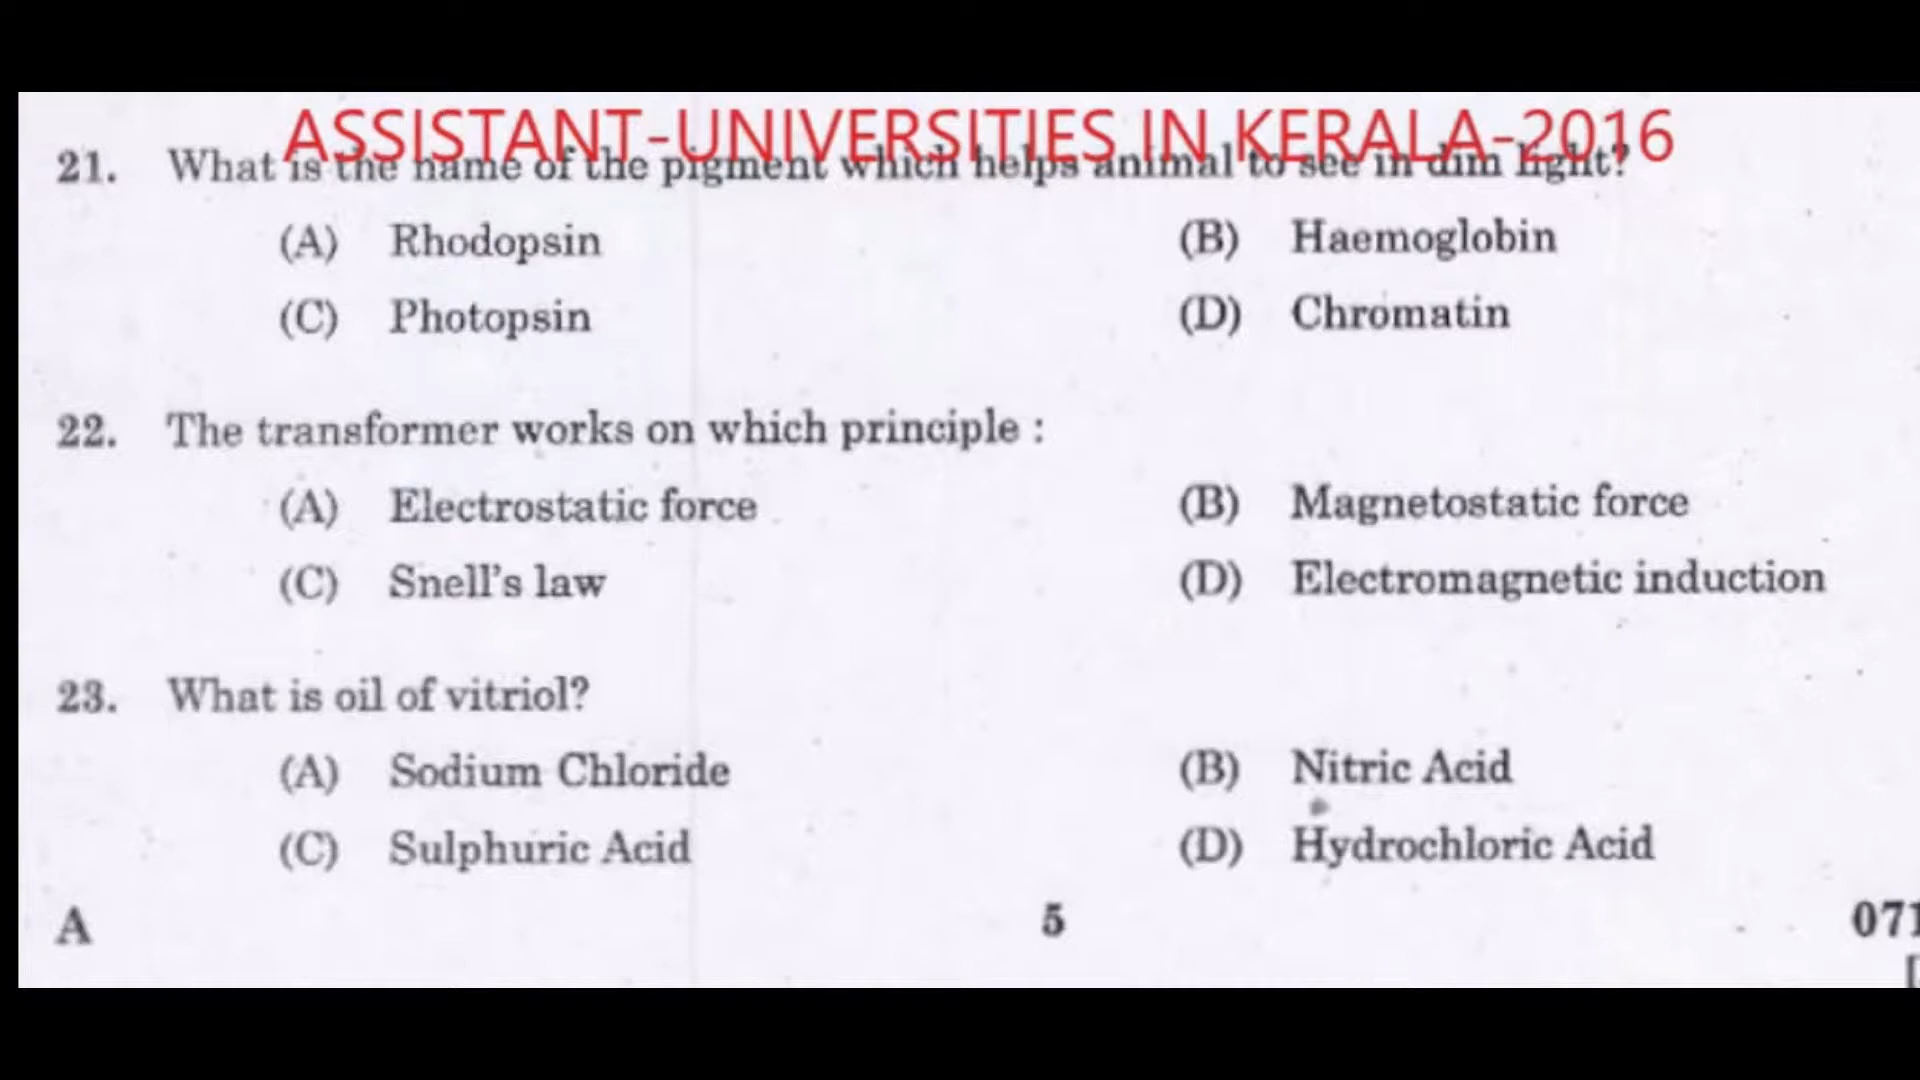 ASSISTANT-UNIVERSITIES IN KERALA-2016
21. What is the name of the pigment which helps animal to see in dim light?
(A) Rhodopsin (B) Haemoglobin
(C) Photopsin (D) Chromatin
22. The transformer works on which principle :
(A) Electrostatic force (B) Magnetostatic force
(C) Snell's law (D) Electromagnetic induction
23. What is oil of vitriol?
(A) Sodium Chloride (B) Nitric Acid
(C) Sulphuric Acid (D) Hydrochloric Acid
A 5 071